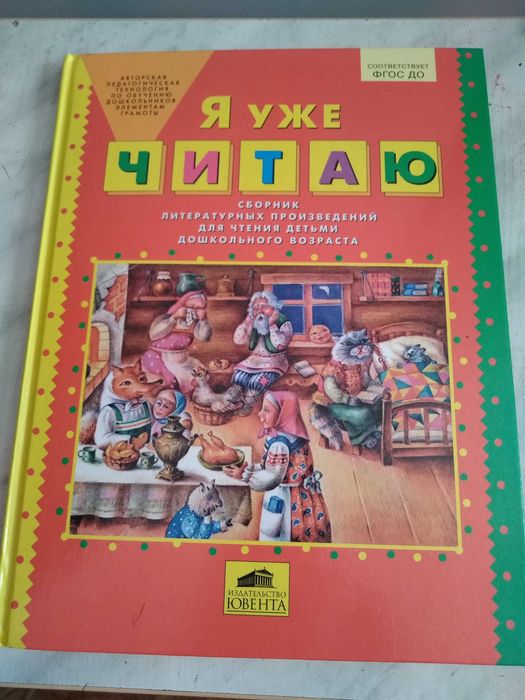 АВТОРСКАЯ
ПЕДАГОГИЧЕСКАЯ
ТЕХНОЛОГИЯ
ПО ОБУЧЕНИЮ
ДОШКОЛЬНИКОВ
ЭЛЕМЕНТАМ
ГРАМОТЫ
СООТВЕТСТВУЕТ
ФГОС ДО
Я УЖЕ
ЧИТАЮ
СБОРНИК
ЛИТЕРАТУРНЫХ ПРОИЗВЕДЕНИЙ
ДЛЯ ЧТЕНИЯ ДЕТЬМИ
ДОШКОЛЬНОГО ВОЗРАСТА
ИЗДАТЕЛЬСТВО
ЮВЕНТА